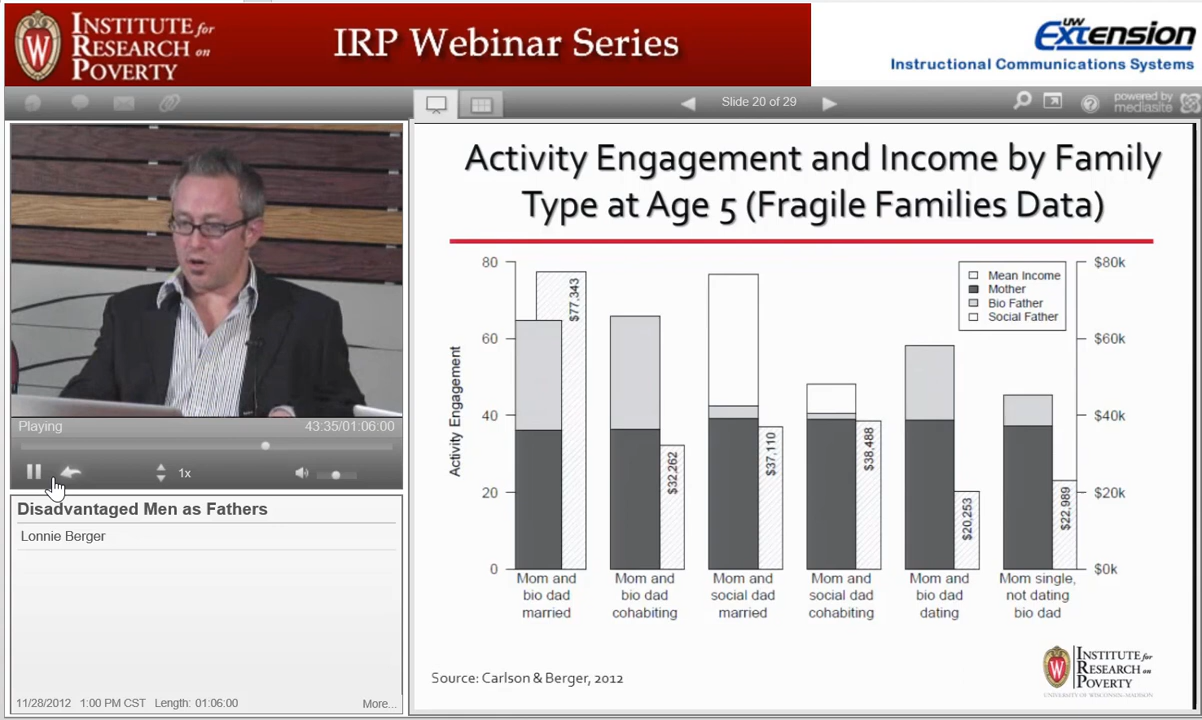 INSTITUTE for
RESEARCH on
POVERTY
IRP Webinar Series
UW
Extension
Instructional Communications Systems
Slide 20 of 29
powered by
mediasite
Activity Engagement and Income by Family
Type at Age 5 (Fragile Families Data)
80
60
40
20
0
Activity Engagement
$80k
$60k
$40k
$20k
$0k
Mean Income
Mother
Bio Father
Social Father
$77,343
$32,262
$37,110
$38,488
$20,253
$22,989
Mom and
bio dad
married
Mom and
bio dad
cohabiting
Mom and
social dad
married
Mom and
social dad
cohabiting
Mom and
bio dad
dating
Mom single,
not dating
bio dad
Source: Carlson & Berger, 2012
INSTITUTE for
RESEARCH on
POVERTY
UNIVERSITY OF WISCONSIN-MADISON
Playing
43:35/01:06:00
1x
Disadvantaged Men as Fathers
Lonnie Berger
11/28/2012 1:00 PM CST Length: 01:06:00
More...